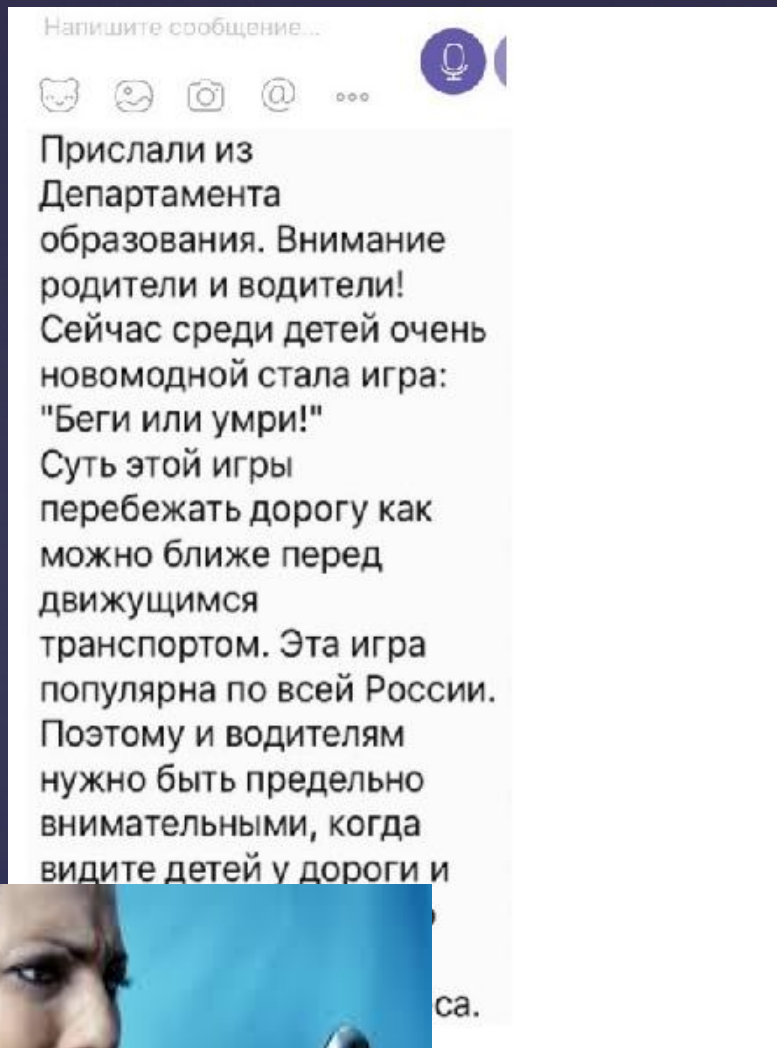 Напишите сообщение...
Прислали из
Департамента
образования. Внимание
родители и водители!
Сейчас среди детей очень
новомодной стала игра:
"Беги или умри!"
Суть этой игры
перебежать дорогу как
можно ближе перед
движущимся
транспортом. Эта игра
популярна по всей России.
Поэтому и водителям
нужно быть предельно
внимательными, когда
видите детей у дороги и